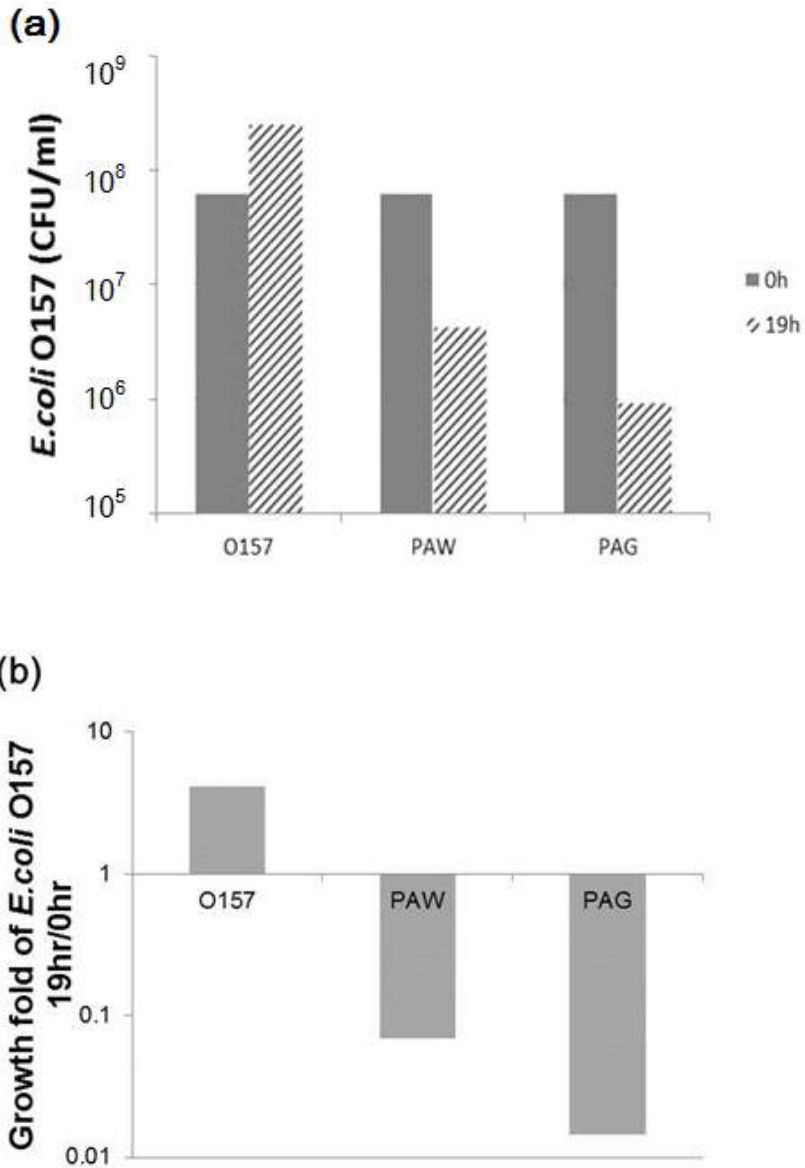 (a)
E.coli O157 (CFU/ml)
10⁹
10⁸
10⁷
10⁶
10⁵
O157 PAW PAG
0h
19h
(b)
Growth fold of E.coli O157
19hr/0hr
10
1
0.1
0.01
O157 PAW PAG